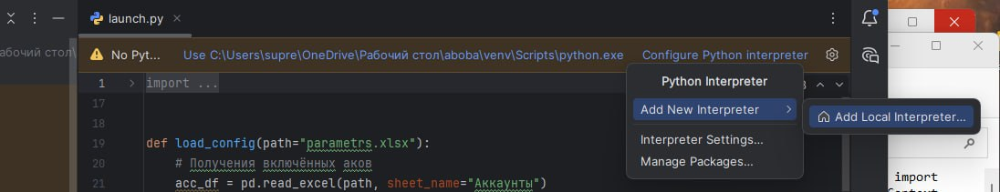 launch.py
абочий стол\
No Pyt...
Use C:\Users\supre\OneDrive\Рабочий стол\aboba\venv\Scripts\python.exe
Configure Python interpreter
Python Interpreter
Add New Interpreter
Add Local Interpreter...
Interpreter Settings...
Manage Packages...
1 import ...
17
18
19 def load_config(path="parametrs.xlsx"):
20 # Получения включённых аков
21 acc_df = pd.read_excel(path, sheet_name="Аккаунты")
import